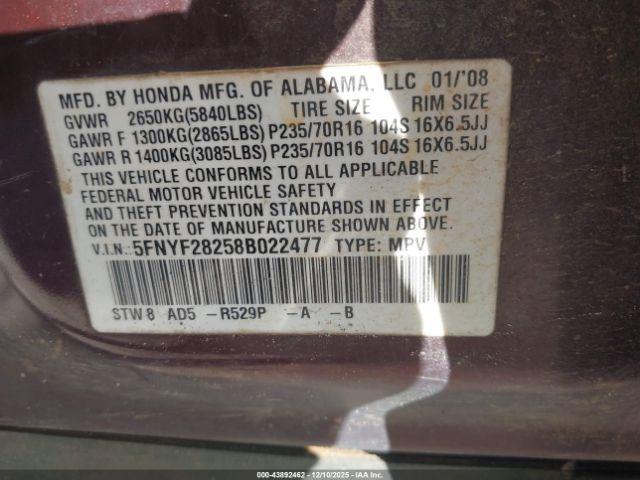 MFD. BY HONDA MFG. OF ALABAMA, LLC 01/'08
GVWR 2650KG(5840LBS) TIRE SIZE RIM SIZE
GAWR F 1300KG(2865LBS) P235/70R16 104S 16X6.5JJ
GAWR R 1400KG(3085LBS) P235/70R16 104S 16X6.5JJ
THIS VEHICLE CONFORMS TO ALL APPLICABLE
FEDERAL MOTOR VEHICLE SAFETY
AND THEFT PREVENTION STANDARDS IN EFFECT
ON THE DATE OF MANUFACTURE SHOWN ABOVE.
V.I.N.: 5FNYF28258B022477 TYPE: MPV
STW8 AD5 -R529P -A -B
000-43892462 - 12/10/2025 - IAAI.COM